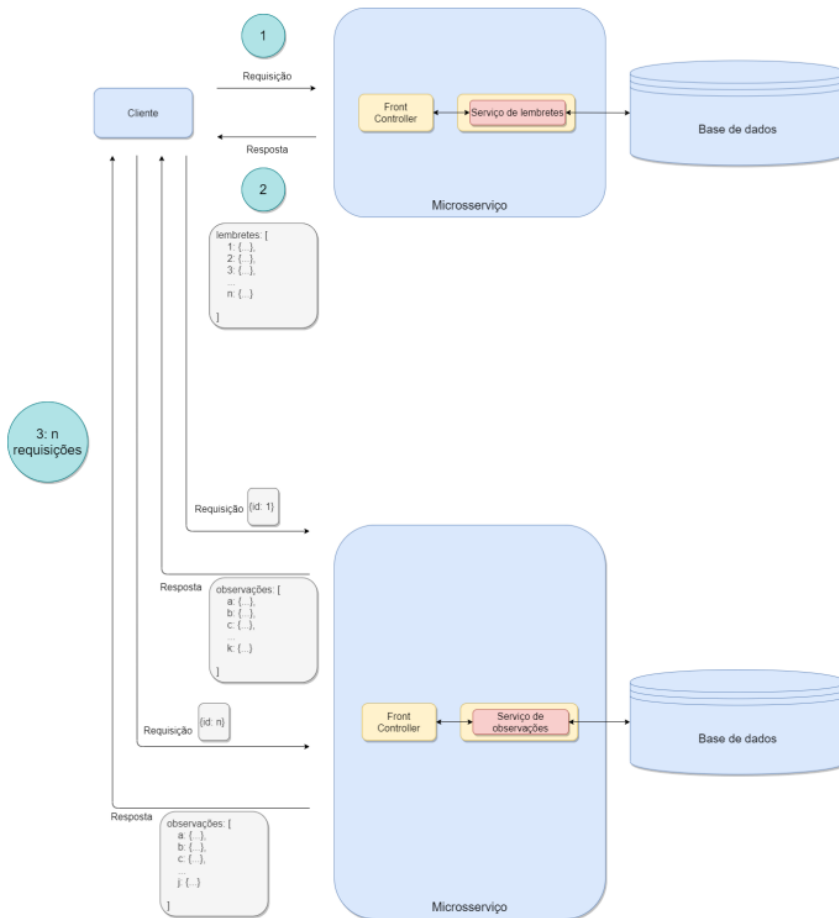 1
Requisição
Cliente
Resposta
Front
Controller
Serviço de lembretes
Microsserviço
Base de dados
2
lembretes: [
1: {...},
2: {...},
3: {...},
...
n: {...}
]
3: n
requisições
Requisição
{id: 1}
Resposta
observações: [
a: {...},
b: {...},
c: {...},
...
k: {...}
]
Requisição
{id: n}
Resposta
observações: [
a: {...},
b: {...},
c: {...},
...
j: {...}
]
Front
Controller
Serviço de
observações
Microsserviço
Base de dados